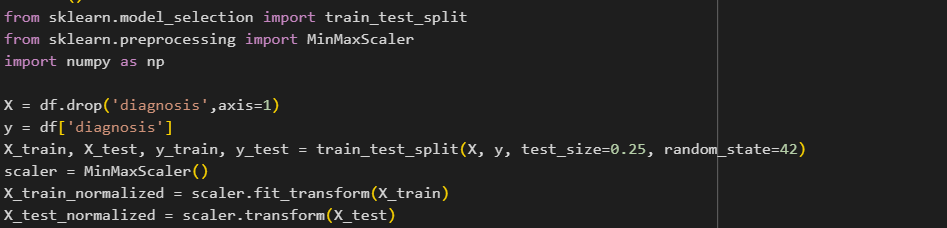 from sklearn.model_selection import train_test_split
from sklearn.preprocessing import MinMaxScaler
import numpy as np
X = df.drop('diagnosis',axis=1)
y = df['diagnosis']
X_train, X_test, y_train, y_test = train_test_split(X, y, test_size=0.25, random_state=42)
scaler = MinMaxScaler()
X_train_normalized = scaler.fit_transform(X_train)
X_test_normalized = scaler.transform(X_test)